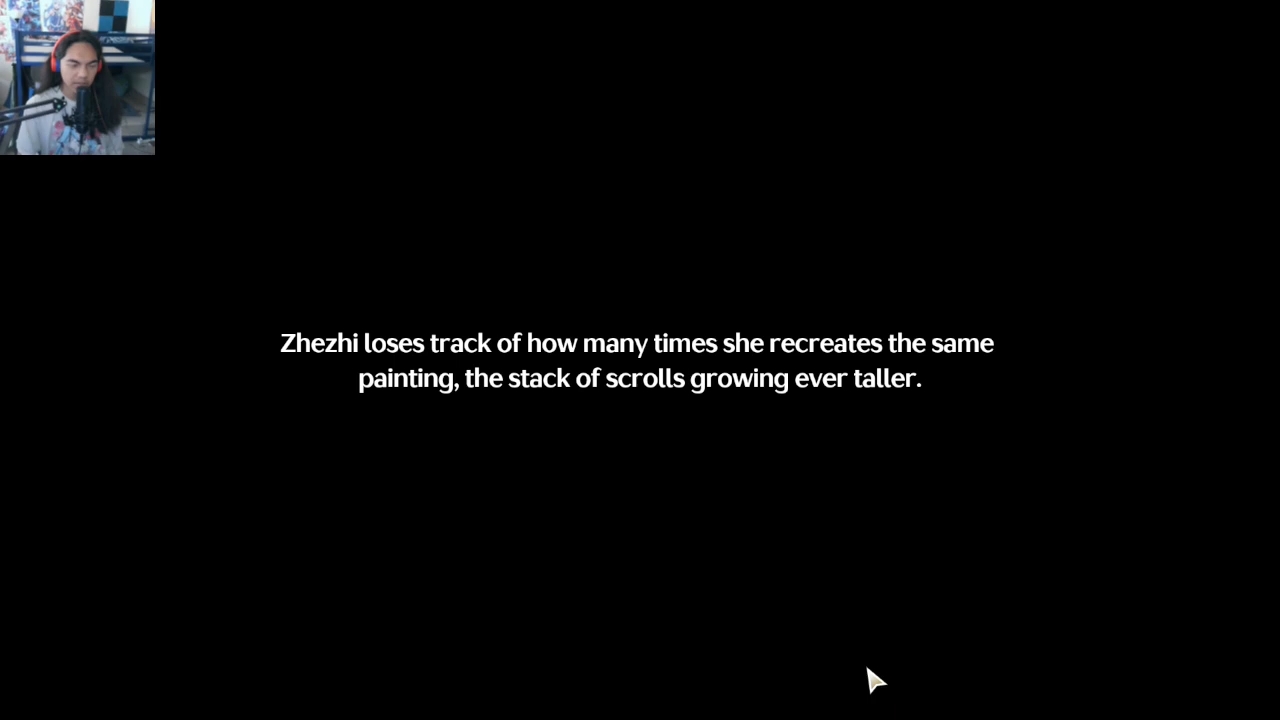 Zhezhi loses track of how many times she recreates the same
painting, the stack of scrolls growing ever taller.